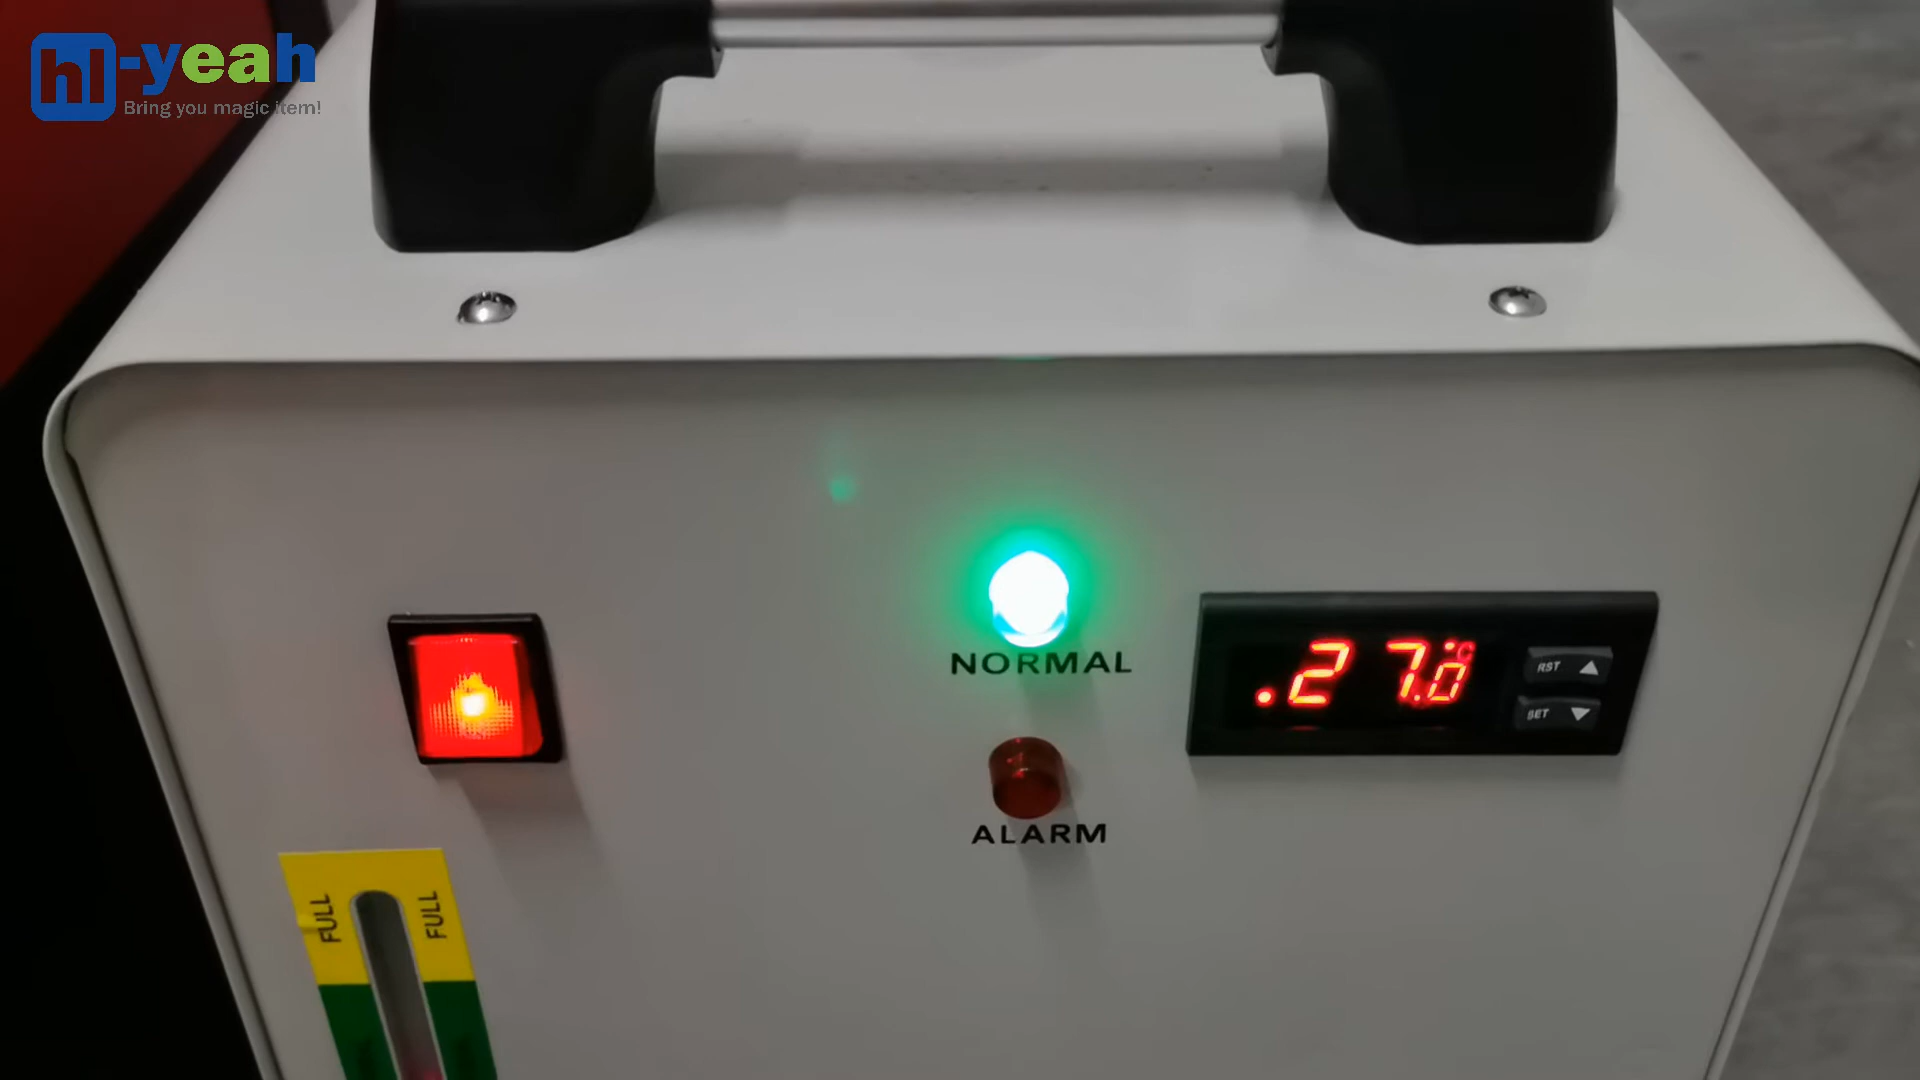 hi-yeah
Bring you magic item!
NORMAL
.27.0
°C
RST
SET
ALARM
FULL
FULL